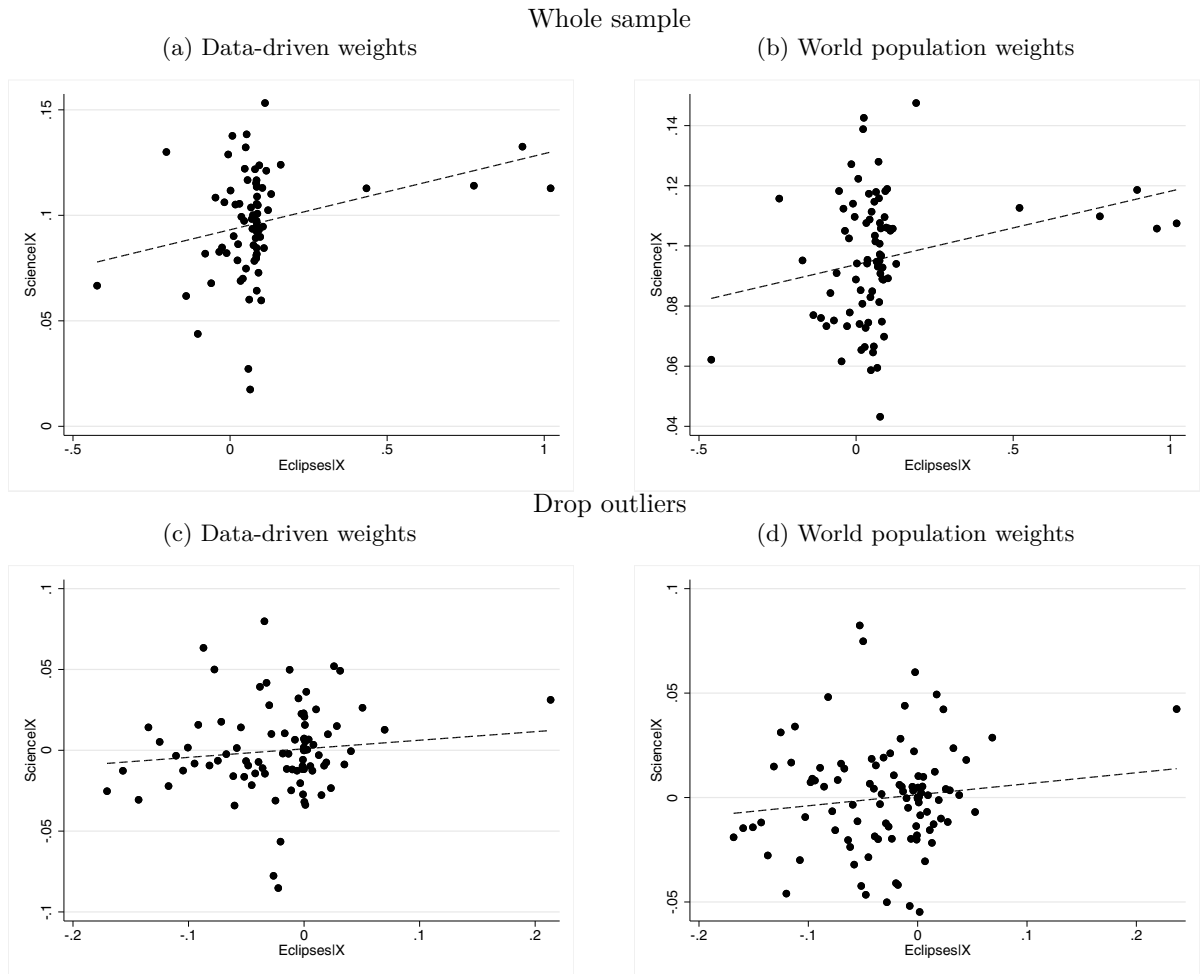 Whole sample
(a) Data-driven weights
(b) World population weights
.15
.1
.05
0
Science|X
-.5
0
.5
1
Eclipses|X
.14
.12
.1
.08
.06
.04
Science|X
-.5
0
.5
1
Eclipses|X
Drop outliers
(c) Data-driven weights
(d) World population weights
.1
.05
0
-.05
-.1
Science|X
-.2
-.1
0
.1
.2
Eclipses|X
.1
.05
0
-.05
Science|X
-.2
-.1
0
.1
.2
Eclipses|X